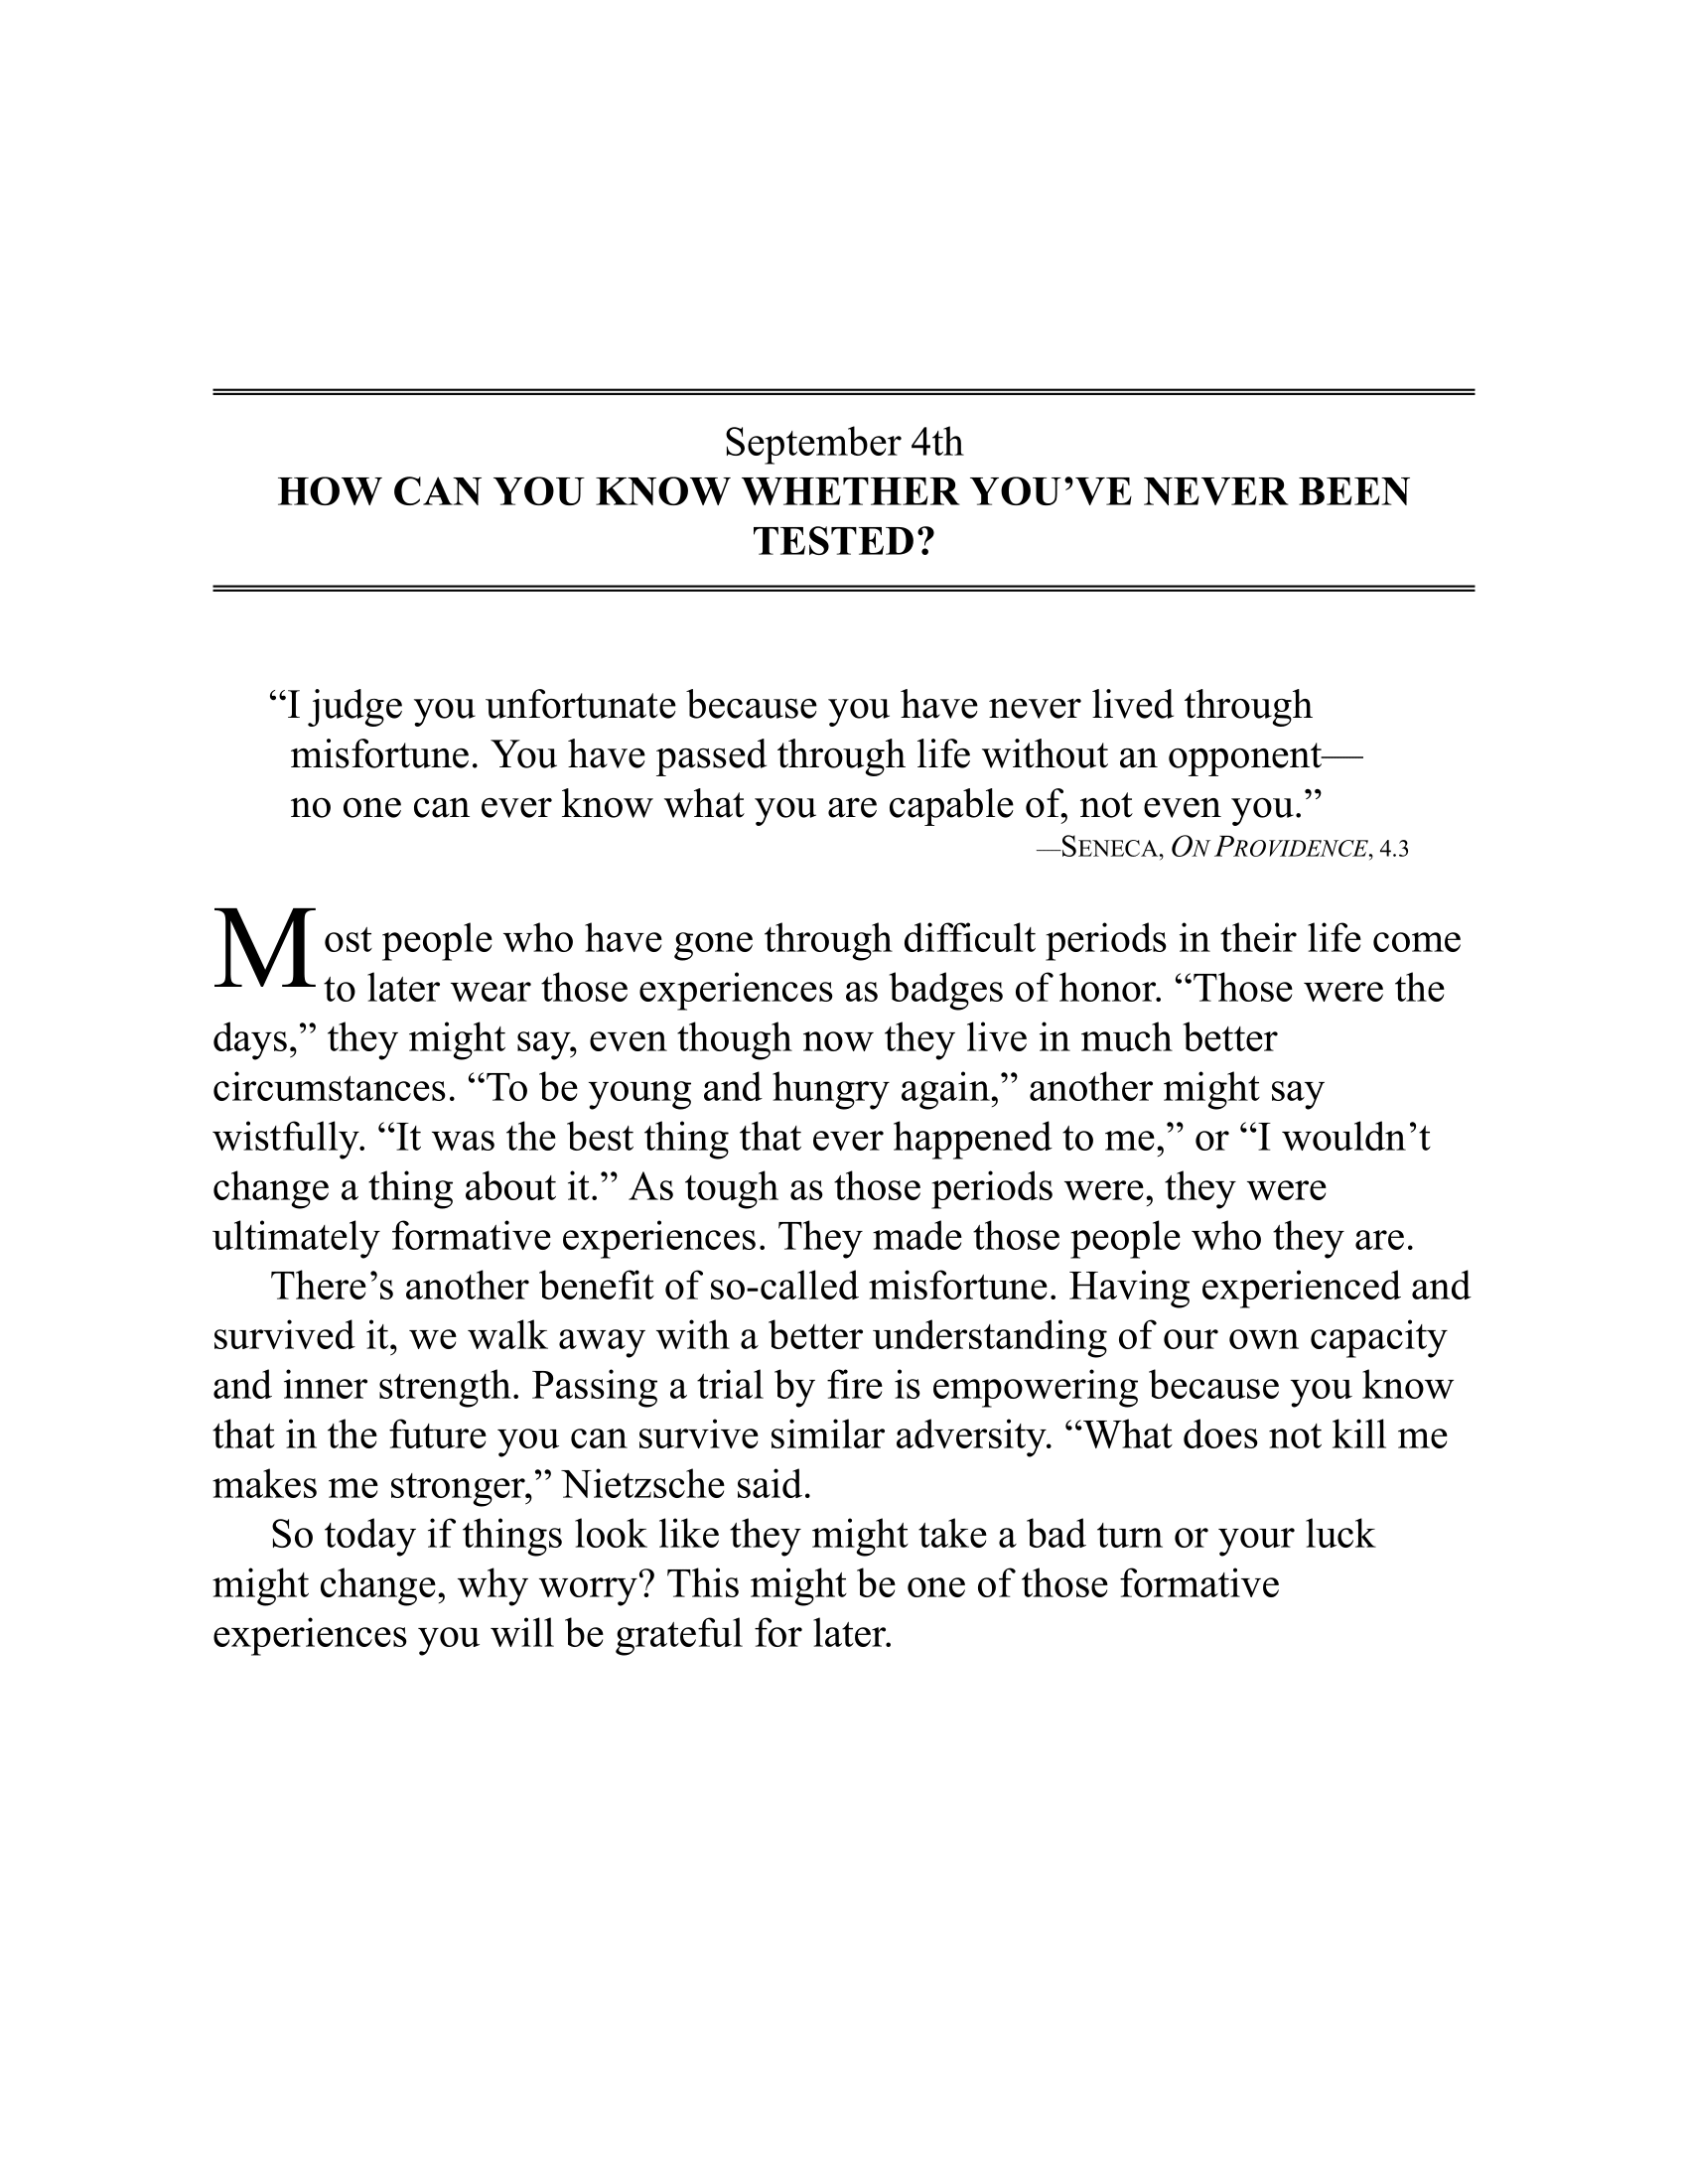 September 4th
HOW CAN YOU KNOW WHETHER YOU’VE NEVER BEEN
TESTED?
“I judge you unfortunate because you have never lived through
misfortune. You have passed through life without an opponent—
no one can ever know what you are capable of, not even you.”
—SENECA, ON PROVIDENCE, 4.3
Most people who have gone through difficult periods in their life come
to later wear those experiences as badges of honor. “Those were the
days,” they might say, even though now they live in much better
circumstances. “To be young and hungry again,” another might say
wistfully. “It was the best thing that ever happened to me,” or “I wouldn’t
change a thing about it.” As tough as those periods were, they were
ultimately formative experiences. They made those people who they are.
There’s another benefit of so-called misfortune. Having experienced and
survived it, we walk away with a better understanding of our own capacity
and inner strength. Passing a trial by fire is empowering because you know
that in the future you can survive similar adversity. “What does not kill me
makes me stronger,” Nietzsche said.
So today if things look like they might take a bad turn or your luck
might change, why worry? This might be one of those formative
experiences you will be grateful for later.